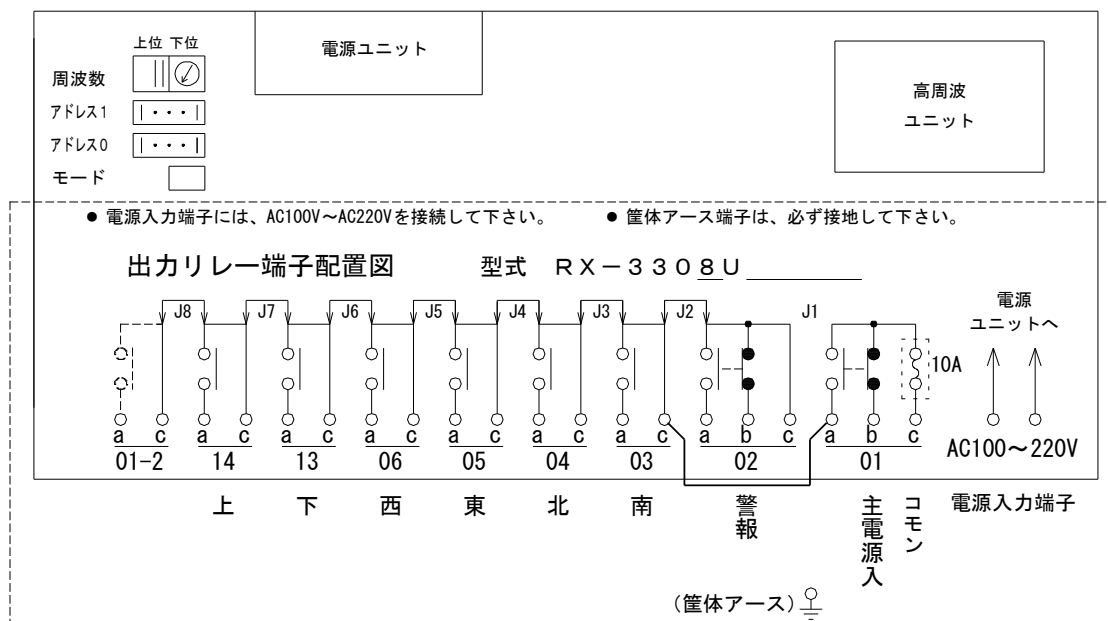 電源ユニット
上位 下位
周波数
アドレス1
アドレス0
モード
高周波
ユニット
● 電源入力端子には、AC100V～AC220Vを接続して下さい。 ● 筐体アース端子は、必ず接地して下さい。
出力リレー端子配置図 型式 RX－3308U
電源
ユニットへ
J8 J7 J6 J5 J4 J3 J2 J1
10A
a c a c a c a c a c a c a c a b c a b c
01-2 14 13 06 05 04 03 02 01 AC100～220V
上 下 西 東 北 南 警報 主電源入 コモン 電源入力端子
(筐体アース)